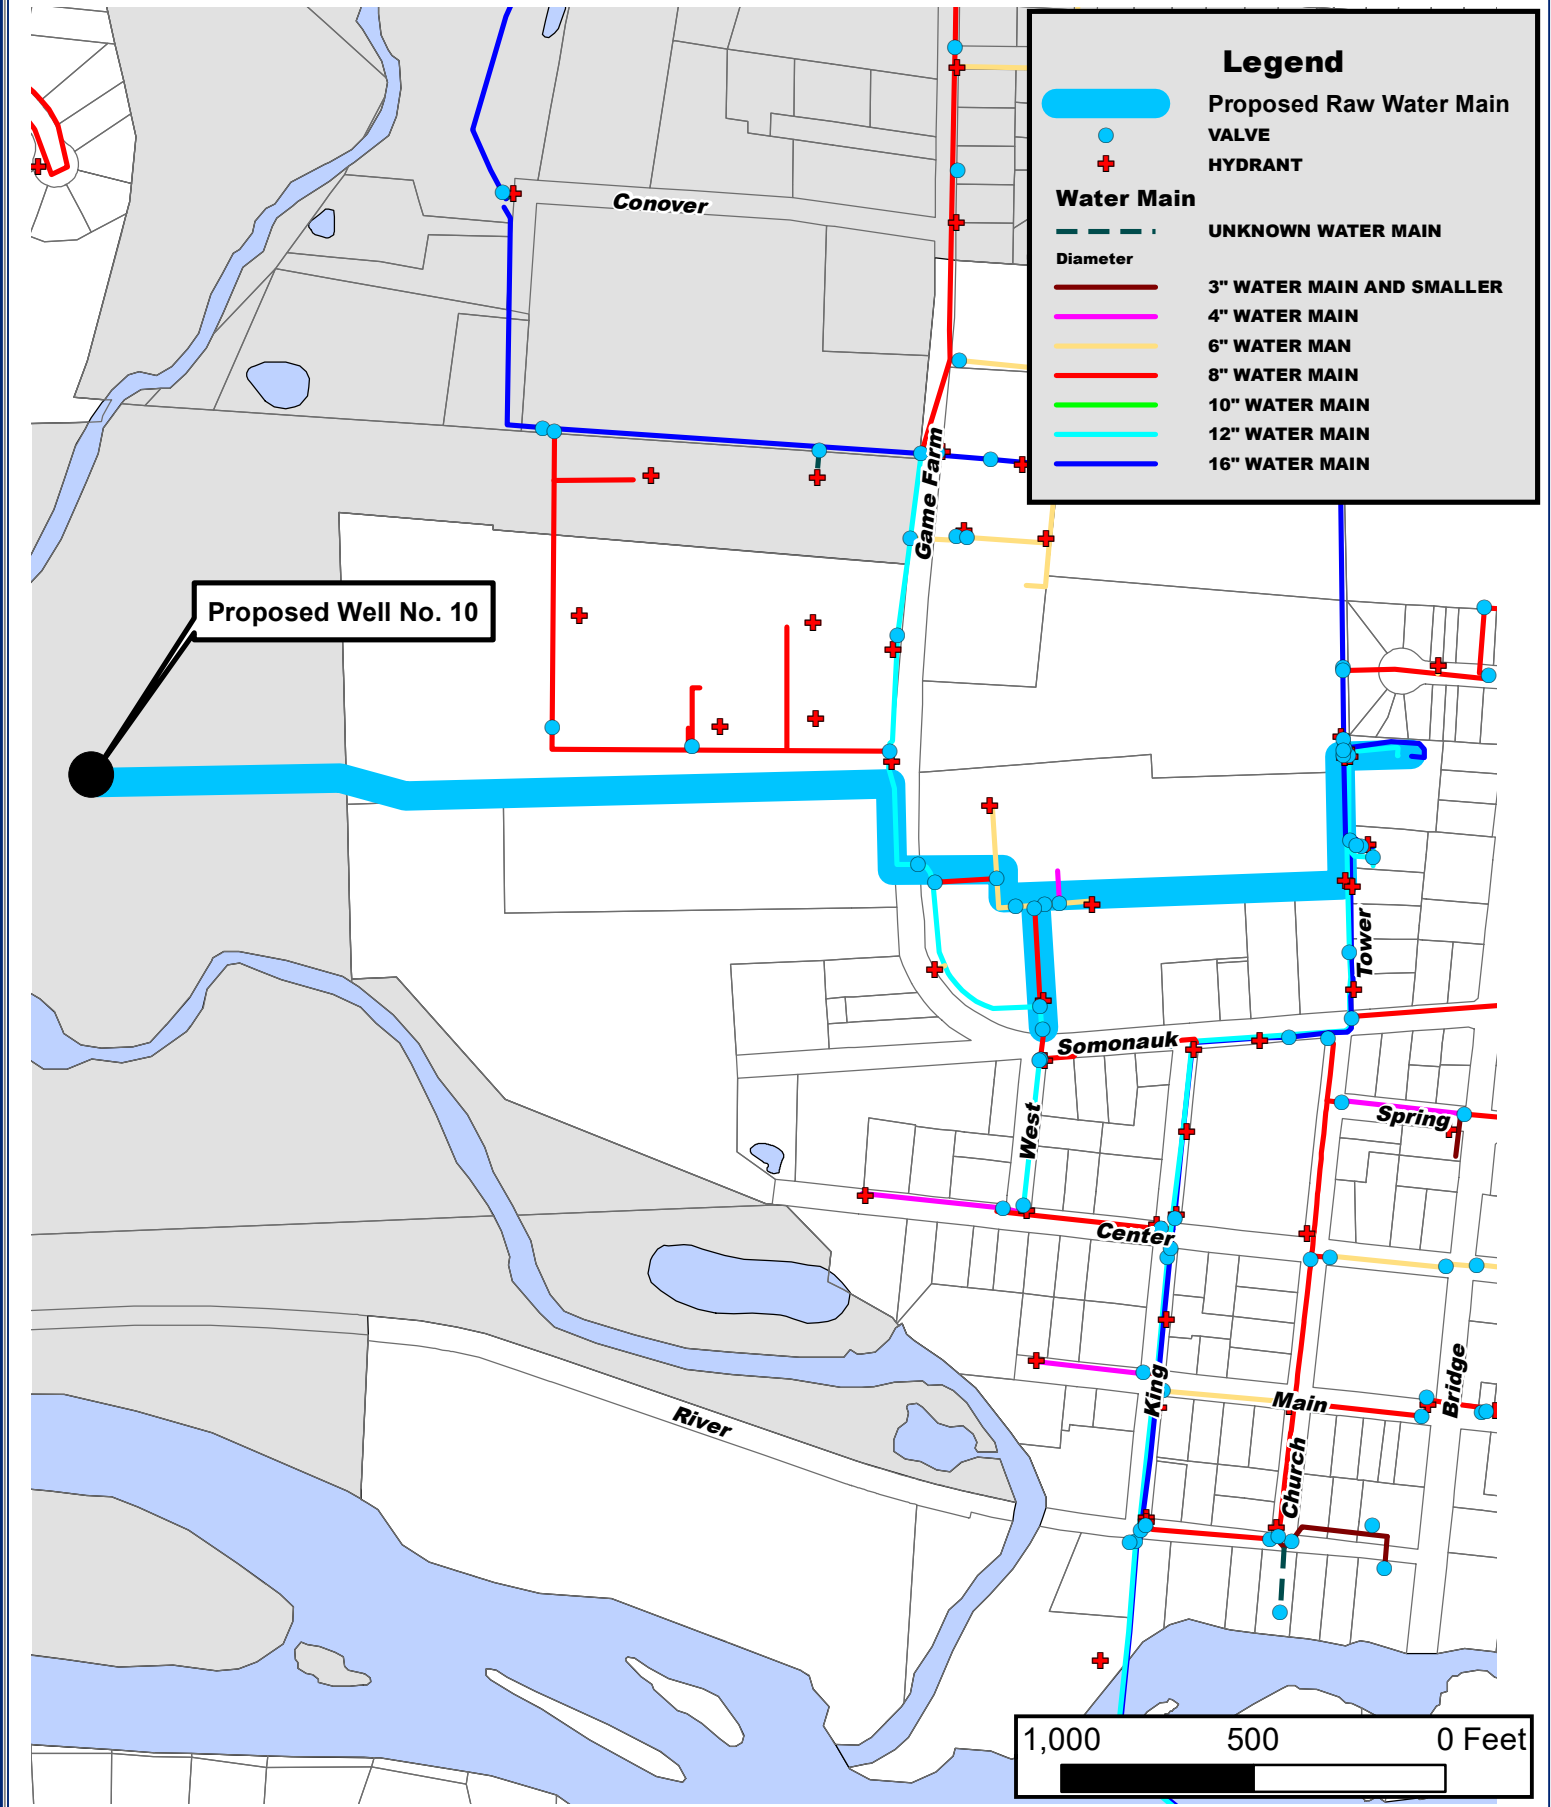 Legend
Proposed Raw Water Main
VALVE
HYDRANT
Water Main
UNKNOWN WATER MAIN
Diameter
3" WATER MAIN AND SMALLER
4" WATER MAIN
6" WATER MAN
8" WATER MAIN
10" WATER MAIN
12" WATER MAIN
16" WATER MAIN
Conover
Game Farm
Proposed Well No. 10
Tower
Somonauk
West
Spring
Center
King
Main
Bridge
River
Church
1,000 500 0 Feet